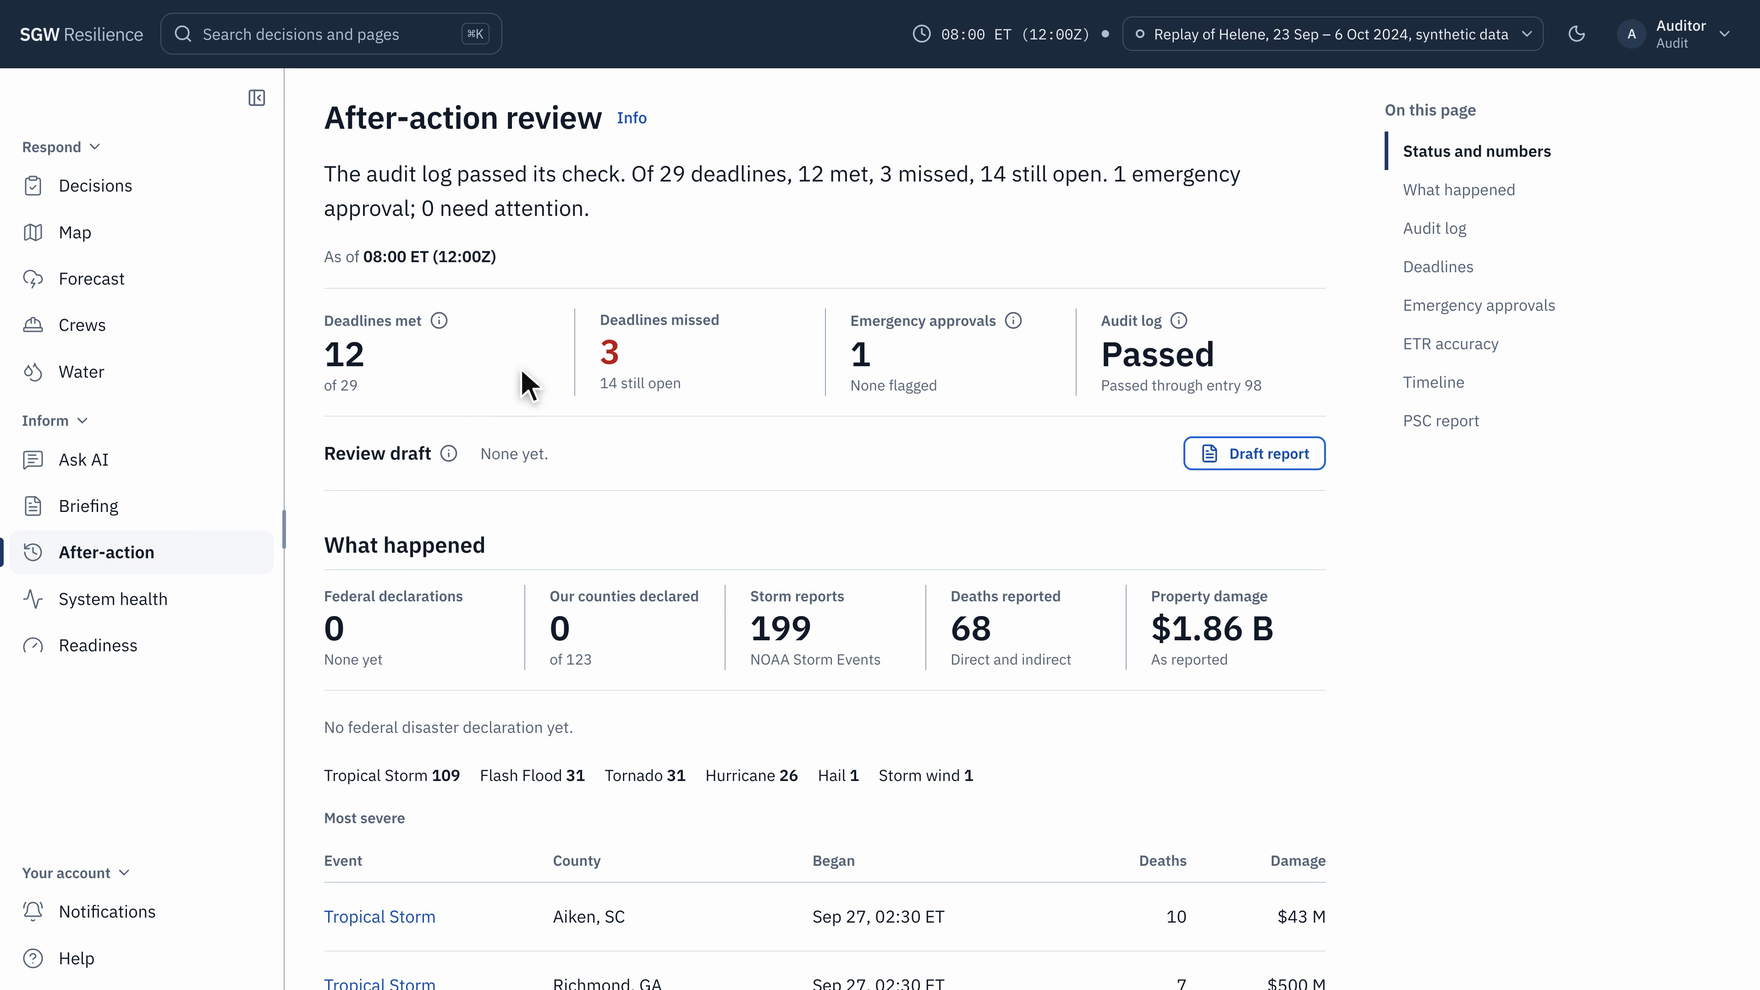 SGW Resilience
Search decisions and pages
⌘K
08:00 ET (12:00Z)
Replay of Helene, 23 Sep – 6 Oct 2024, synthetic data
A
Auditor
Audit
Respond
Decisions
Map
Forecast
Crews
Water
Inform
Ask AI
Briefing
After-action
System health
Readiness
Your account
Notifications
Help
After-action review Info
The audit log passed its check. Of 29 deadlines, 12 met, 3 missed, 14 still open. 1 emergency
approval; 0 need attention.
As of 08:00 ET (12:00Z)
Deadlines met
12
of 29
Deadlines missed
3
14 still open
Emergency approvals
1
None flagged
Audit log
Passed
Passed through entry 98
Review draft None yet.
Draft report
What happened
Federal declarations
0
None yet
Our counties declared
0
of 123
Storm reports
199
NOAA Storm Events
Deaths reported
68
Direct and indirect
Property damage
$1.86 B
As reported
No federal disaster declaration yet.
Tropical Storm 109 Flash Flood 31 Tornado 31 Hurricane 26 Hail 1 Storm wind 1
Most severe
Event County Began Deaths Damage
Tropical Storm Aiken, SC Sep 27, 02:30 ET 10 $43 M
Tropical Storm Richmond, GA Sep 27, 02:30 ET 7 $500 M
On this page
Status and numbers
What happened
Audit log
Deadlines
Emergency approvals
ETR accuracy
Timeline
PSC report